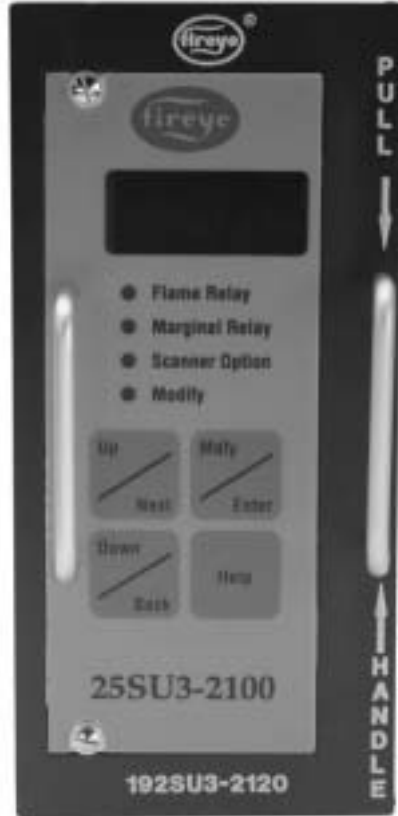 fireye®
fireye
PULL
Flame Relay
Marginal Relay
Scanner Option
Modify
Up
Next
Mdfy
Enter
Down
Back
Help
25SU3-2100
HANDLE
192SU3-2120